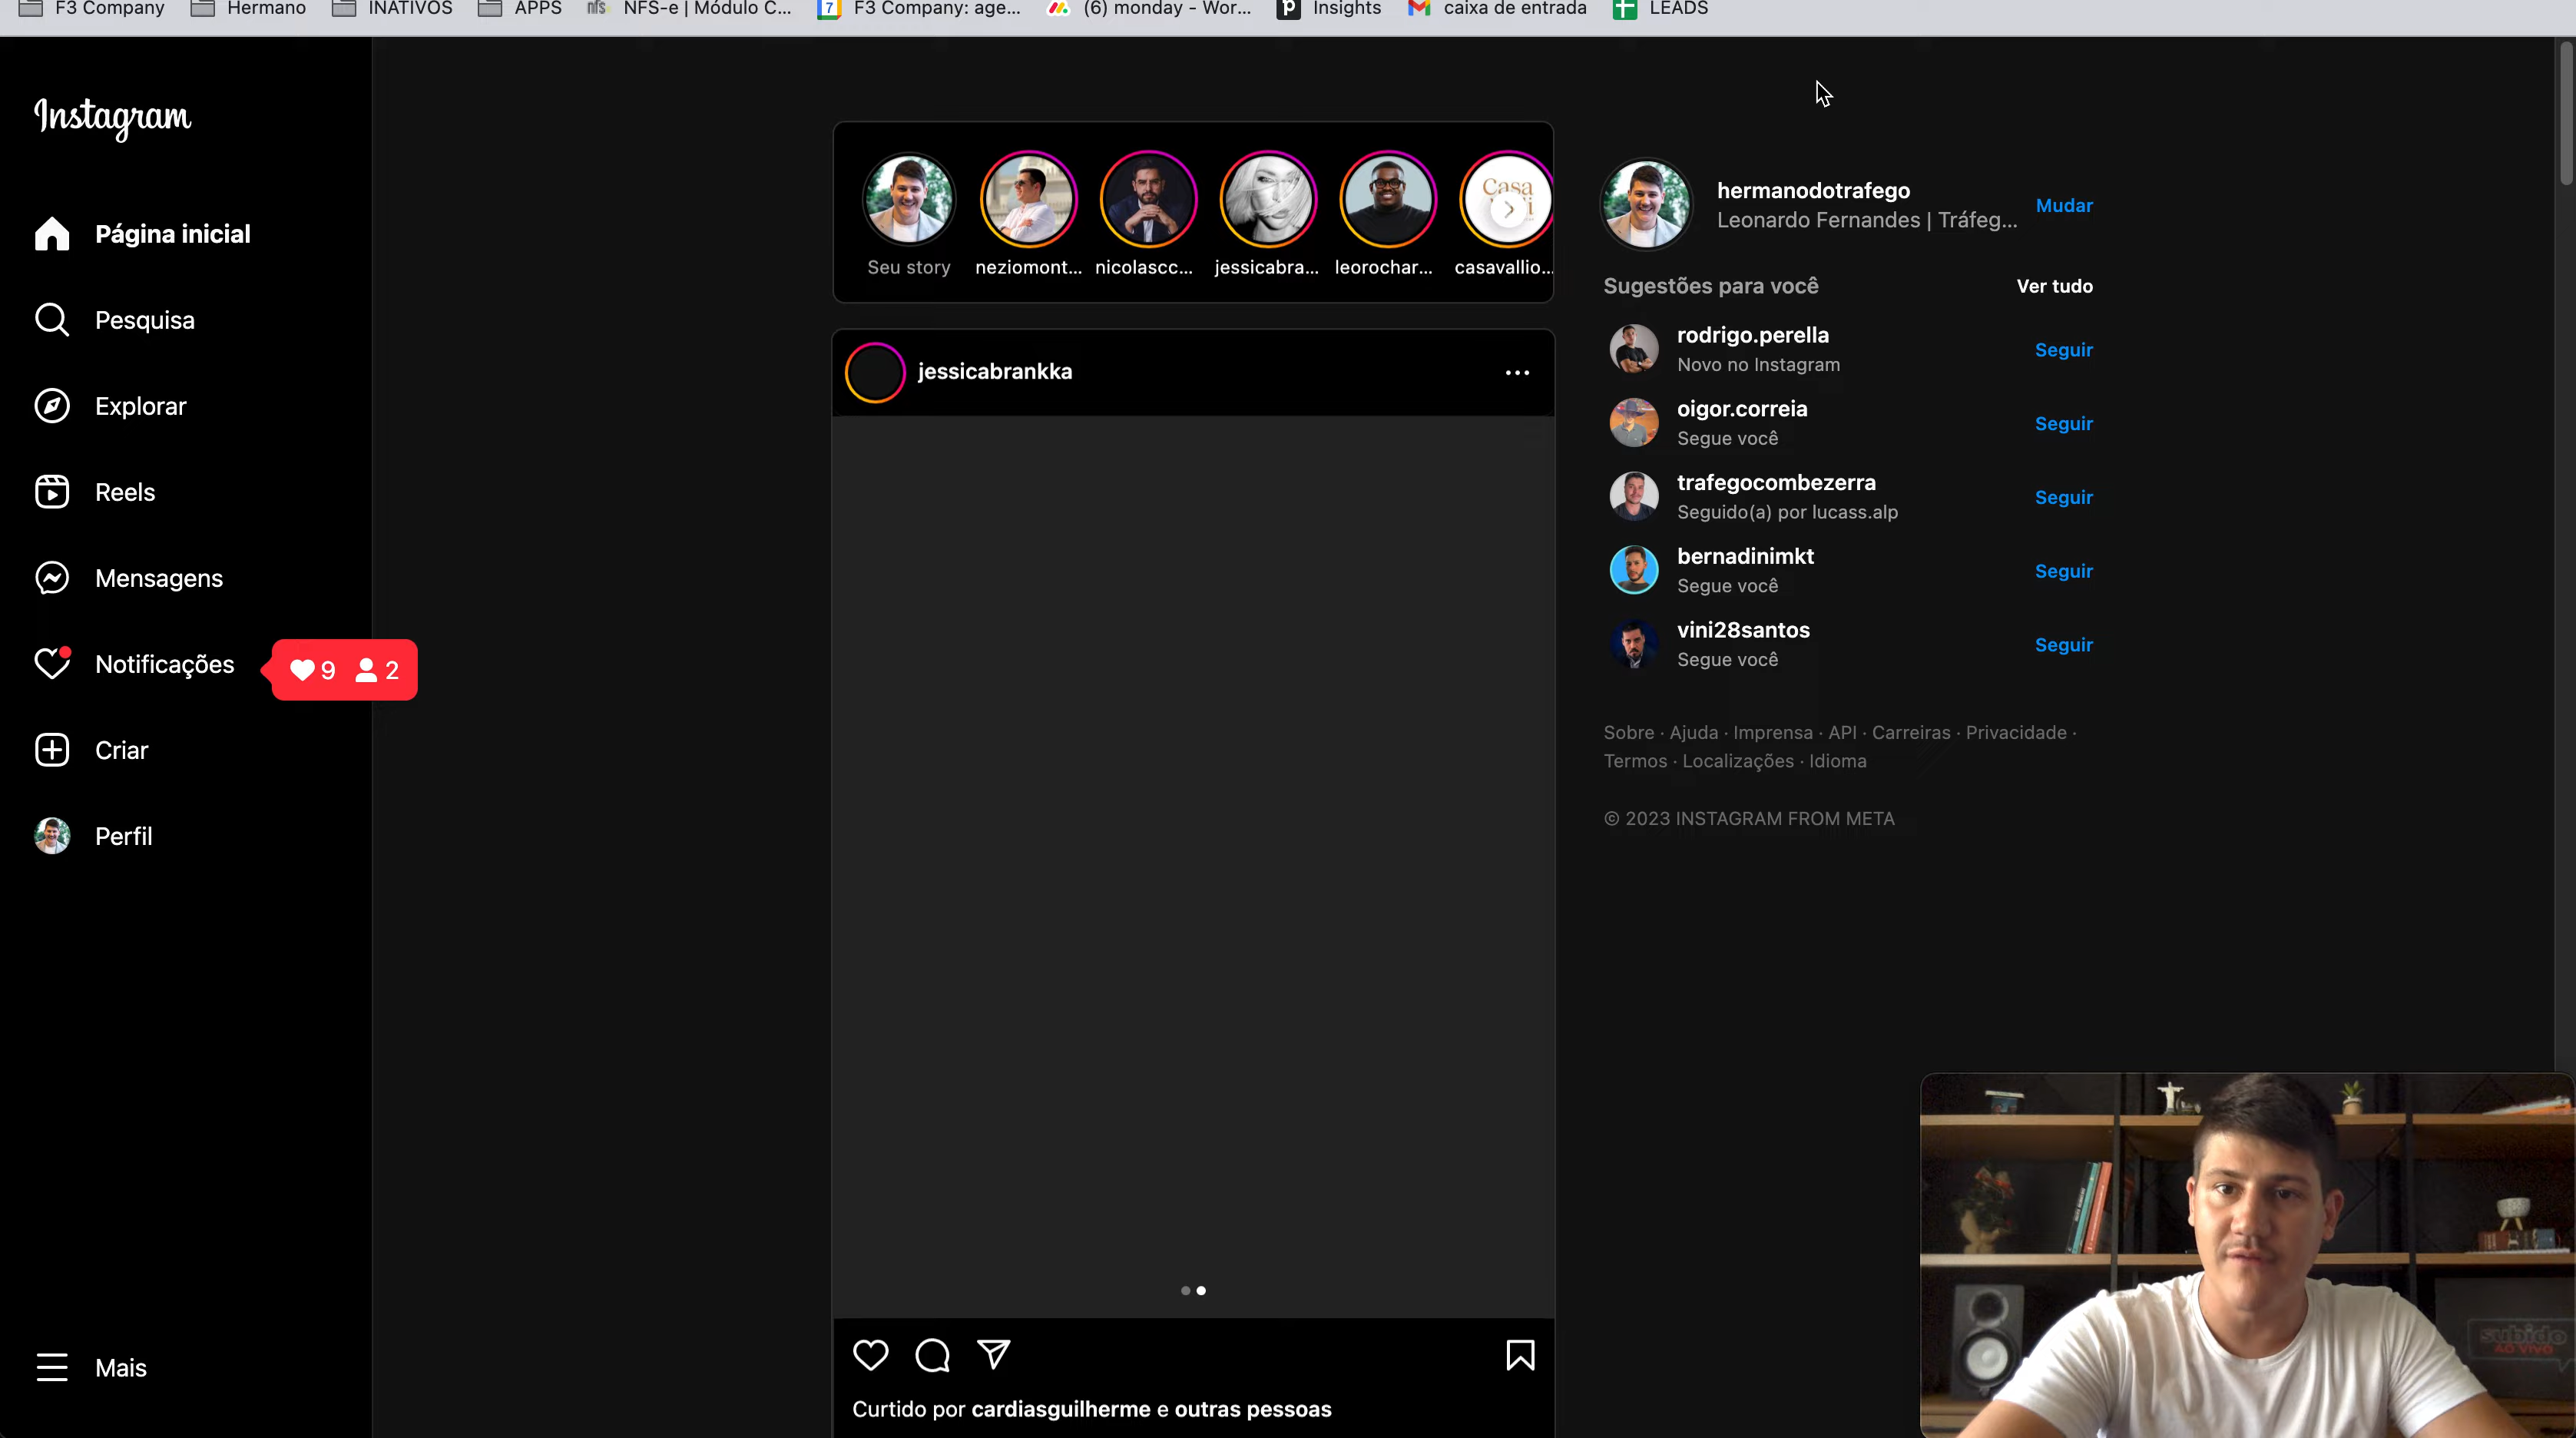 F3 Company
Hermano
INATIVOS
APPS
NFS-e | Módulo C...
F3 Company: age...
(6) monday - Wor...
Insights
caixa de entrada
LEADS
Instagram
Página inicial
Pesquisa
Explorar
Reels
Mensagens
Notificações
9 2
Criar
Perfil
Mais
Seu story
neziomont...
nicolascc...
jessicabra...
leorochar...
casavallio...
jessicabrankka
Curtido por cardiasguilherme e outras pessoas
hermanodotrafego
Leonardo Fernandes | Tráfeg...
Mudar
Sugestões para você
Ver tudo
rodrigo.perella
Novo no Instagram
Seguir
oigor.correia
Segue você
Seguir
trafegocombezerra
Seguido(a) por lucass.alp
Seguir
bernadinimkt
Segue você
Seguir
vini28santos
Segue você
Seguir
Sobre · Ajuda · Imprensa · API · Carreiras · Privacidade ·
Termos · Localizações · Idioma
© 2023 INSTAGRAM FROM META
subido
AO VIVO